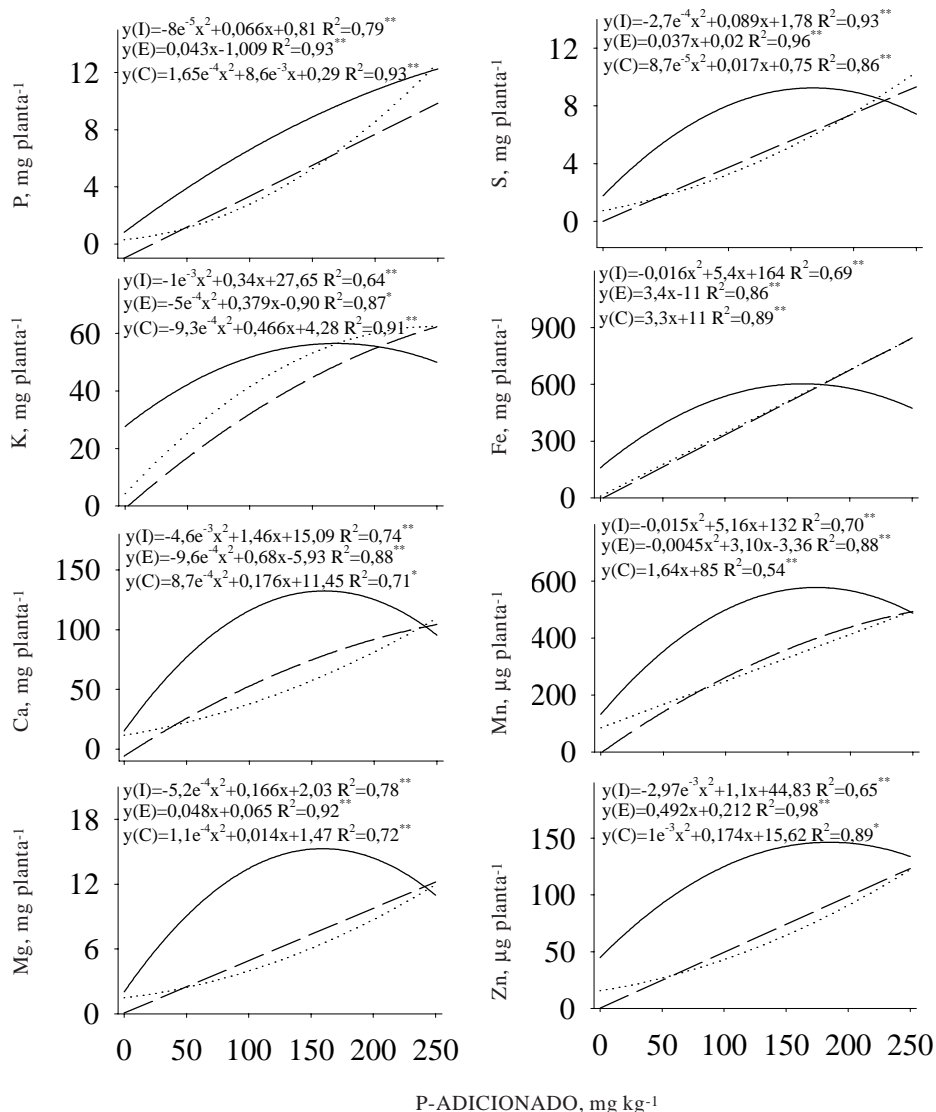 y(I)=-8e⁻⁵x²+0,066x+0,81 R²=0,79**
y(E)=0,043x-1,009 R²=0,93**
y(C)=1,65e⁻⁴x²+8,6e⁻³x+0,29 R²=0,93**
12
8
4
0
P, mg planta⁻¹
y(I)=-2,7e⁻⁴x²+0,089x+1,78 R²=0,93**
y(E)=0,037x+0,02 R²=0,96**
y(C)=8,7e⁻⁵x²+0,017x+0,75 R²=0,86**
12
8
4
0
S, mg planta⁻¹
y(I)=-1e⁻³x²+0,34x+27,65 R²=0,64**
y(E)=-5e⁻⁴x²+0,379x-0,90 R²=0,87*
y(C)=-9,3e⁻⁴x²+0,466x+4,28 R²=0,91**
60
40
20
0
K, mg planta⁻¹
y(I)=-0,016x²+5,4x+164 R²=0,69**
y(E)=3,4x-11 R²=0,86**
y(C)=3,3x+11 R²=0,89**
900
600
300
0
Fe, mg planta⁻¹
y(I)=-4,6e⁻³x²+1,46x+15,09 R²=0,74**
y(E)=-9,6e⁻⁴x²+0,68x-5,93 R²=0,88**
y(C)=8,7e⁻⁴x²+0,176x+11,45 R²=0,71*
150
100
50
0
Ca, mg planta⁻¹
y(I)=-0,015x²+5,16x+132 R²=0,70**
y(E)=-0,0045x²+3,10x-3,36 R²=0,88**
y(C)=1,64x+85 R²=0,54**
600
400
200
0
Mn, µg planta⁻¹
y(I)=-5,2e⁻⁴x²+0,166x+2,03 R²=0,78**
y(E)=0,048x+0,065 R²=0,92**
y(C)=1,1e⁻⁴x²+0,014x+1,47 R²=0,72**
18
12
6
0
Mg, mg planta⁻¹
0 50 100 150 200 250
y(I)=-2,97e⁻³x²+1,1x+44,83 R²=0,65**
y(E)=0,492x+0,212 R²=0,98**
y(C)=1e⁻³x²+0,174x+15,62 R²=0,89*
150
100
50
0
Zn, µg planta⁻¹
0 50 100 150 200 250
P-ADICIONADO, mg kg⁻¹